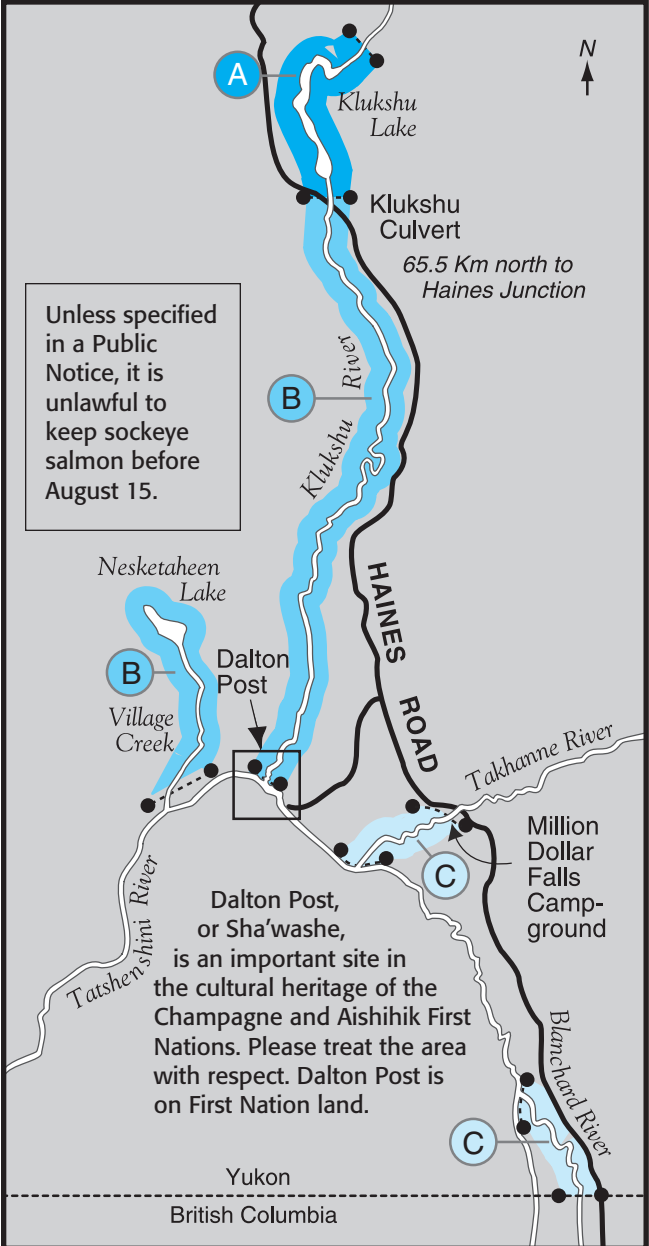 N
A
Klukshu
Lake
Klukshu
Culvert
65.5 Km north to
Haines Junction
Unless specified
in a Public
Notice, it is
unlawful to
keep sockeye
salmon before
August 15.
B
Klukshu River
HAINES ROAD
Nesketaheen
Lake
B
Village
Creek
Dalton
Post
Takhanne River
Million
Dollar
Falls
Camp-
ground
C
Tatshenshini River
Dalton Post,
or Sha'washe,
is an important site in
the cultural heritage of the
Champagne and Aishihik First
Nations. Please treat the area
with respect. Dalton Post is
on First Nation land.
Blanchard River
C
Yukon
British Columbia